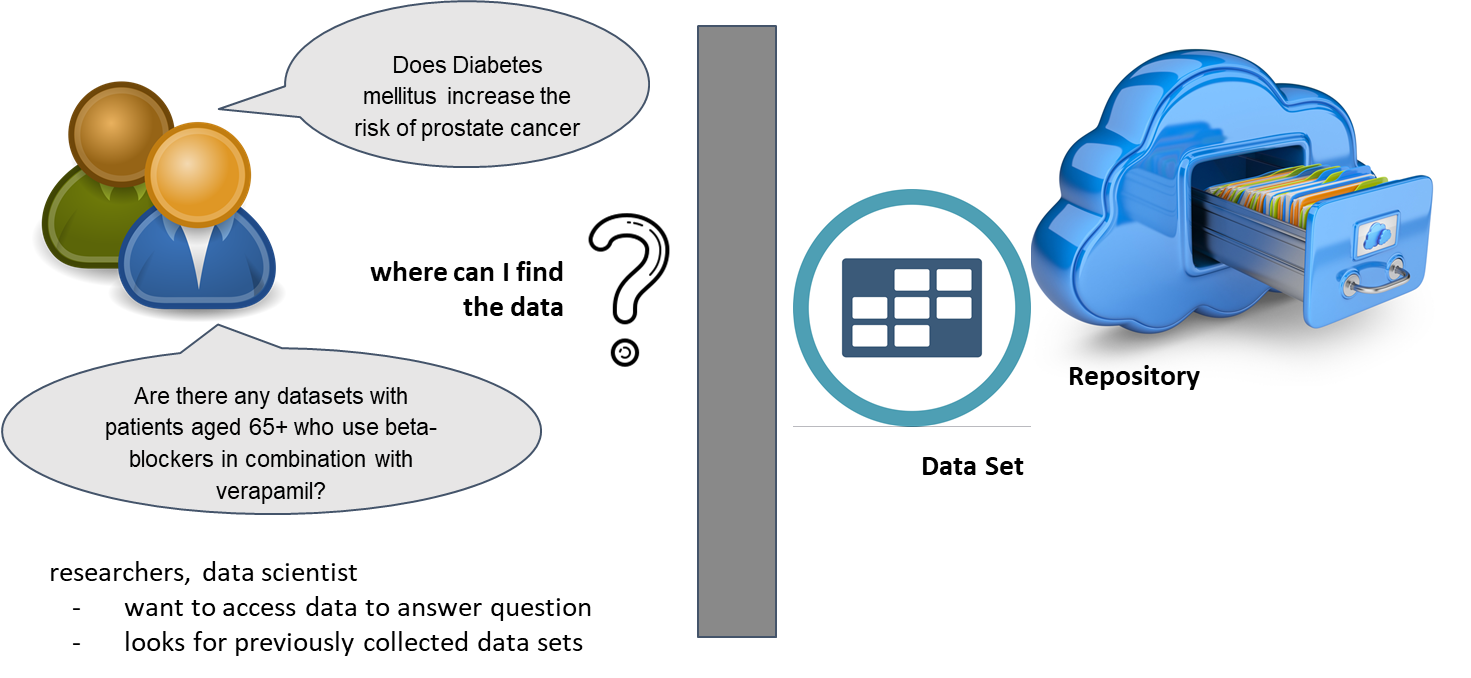 Does Diabetes
mellitus increase the
risk of prostate cancer
where can I find
the data
Are there any datasets with
patients aged 65+ who use beta-
blockers in combination with
verapamil?
researchers, data scientist
- want to access data to answer question
- looks for previously collected data sets
Repository
Data Set